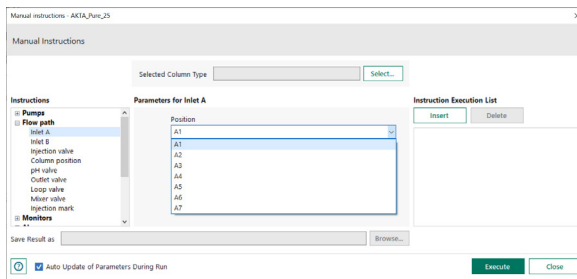 Manual instructions - AKTA_Pure_25
Manual Instructions
Selected Column Type
Select...
Instructions
Pumps
Flow path
Inlet A
Inlet B
Injection valve
Column position
pH valve
Outlet valve
Loop valve
Mixer valve
Injection mark
Monitors
Parameters for Inlet A
Position
A1
A1
A2
A3
A4
A5
A6
A7
Instruction Execution List
Insert Delete
Save Result as
Browse...
Auto Update of Parameters During Run
Execute Close